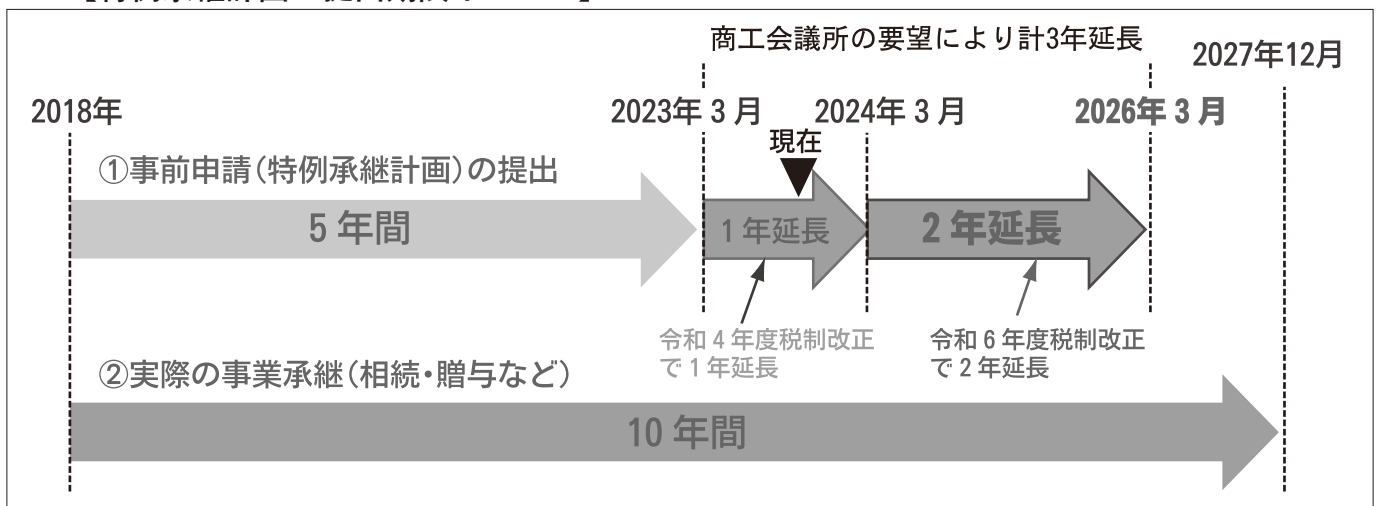 商工会議所の要望により計3年延長
2027年12月
2018年
2023年3月
2024年3月
2026年3月
現在
①事前申請(特例承継計画)の提出
5年間
1年延長
2年延長
令和4年度税制改正
で1年延長
令和6年度税制改正
で2年延長
②実際の事業承継(相続・贈与など)
10年間